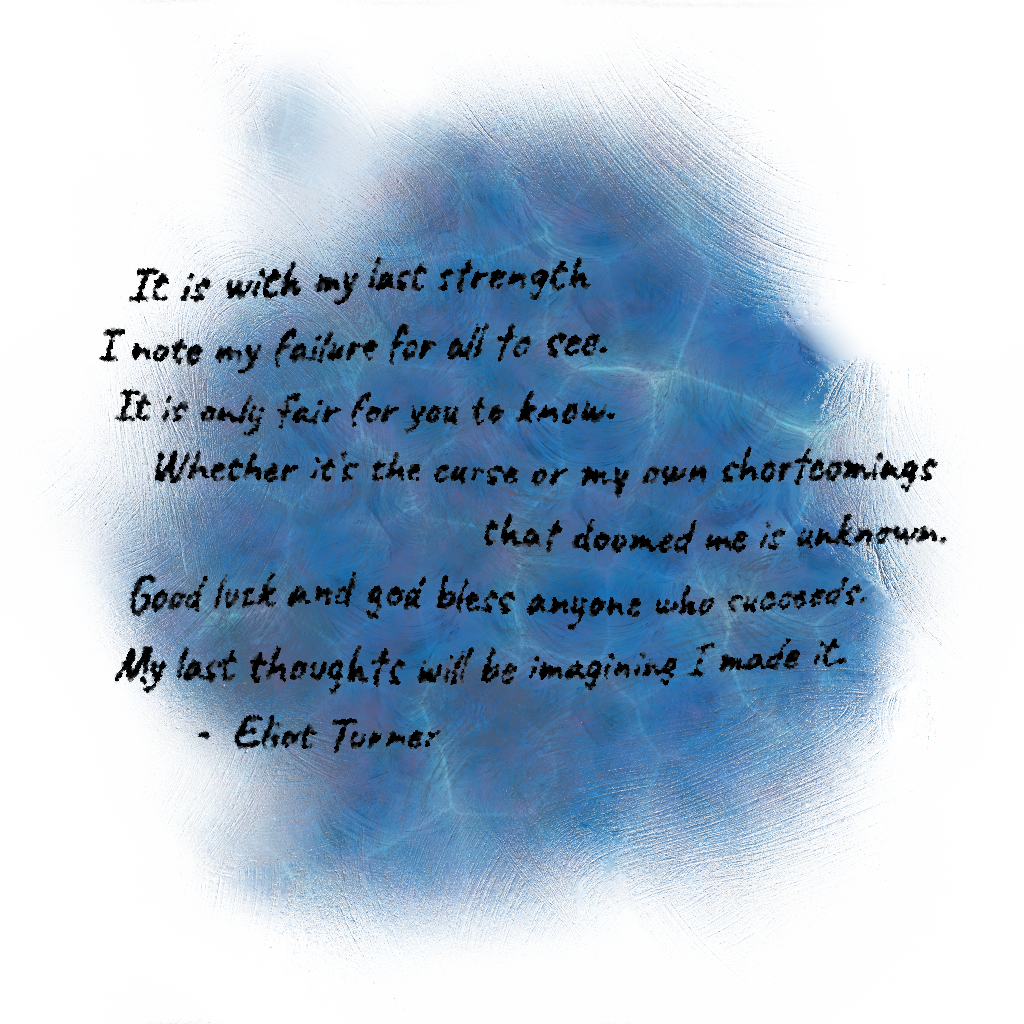 It is with my last strength
I note my failure for all to see.
It is only fair for you to know.
Whether it's the curse or my own shortcomings
that doomed me is unknown.
Good luck and god bless anyone who succeeds.
My last thoughts will be imagining I made it.
- Eliot Turner